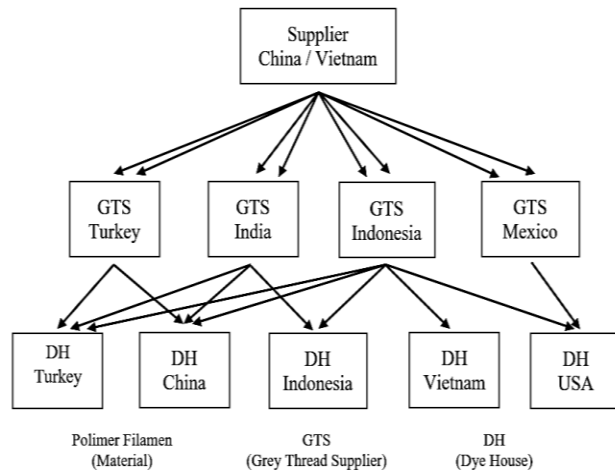 Supplier
China / Vietnam
GTS
Turkey
GTS
India
GTS
Indonesia
GTS
Mexico
DH
Turkey
DH
China
DH
Indonesia
DH
Vietnam
DH
USA
Polimer Filamen
(Material)
GTS
(Grey Thread Supplier)
DH
(Dye House)